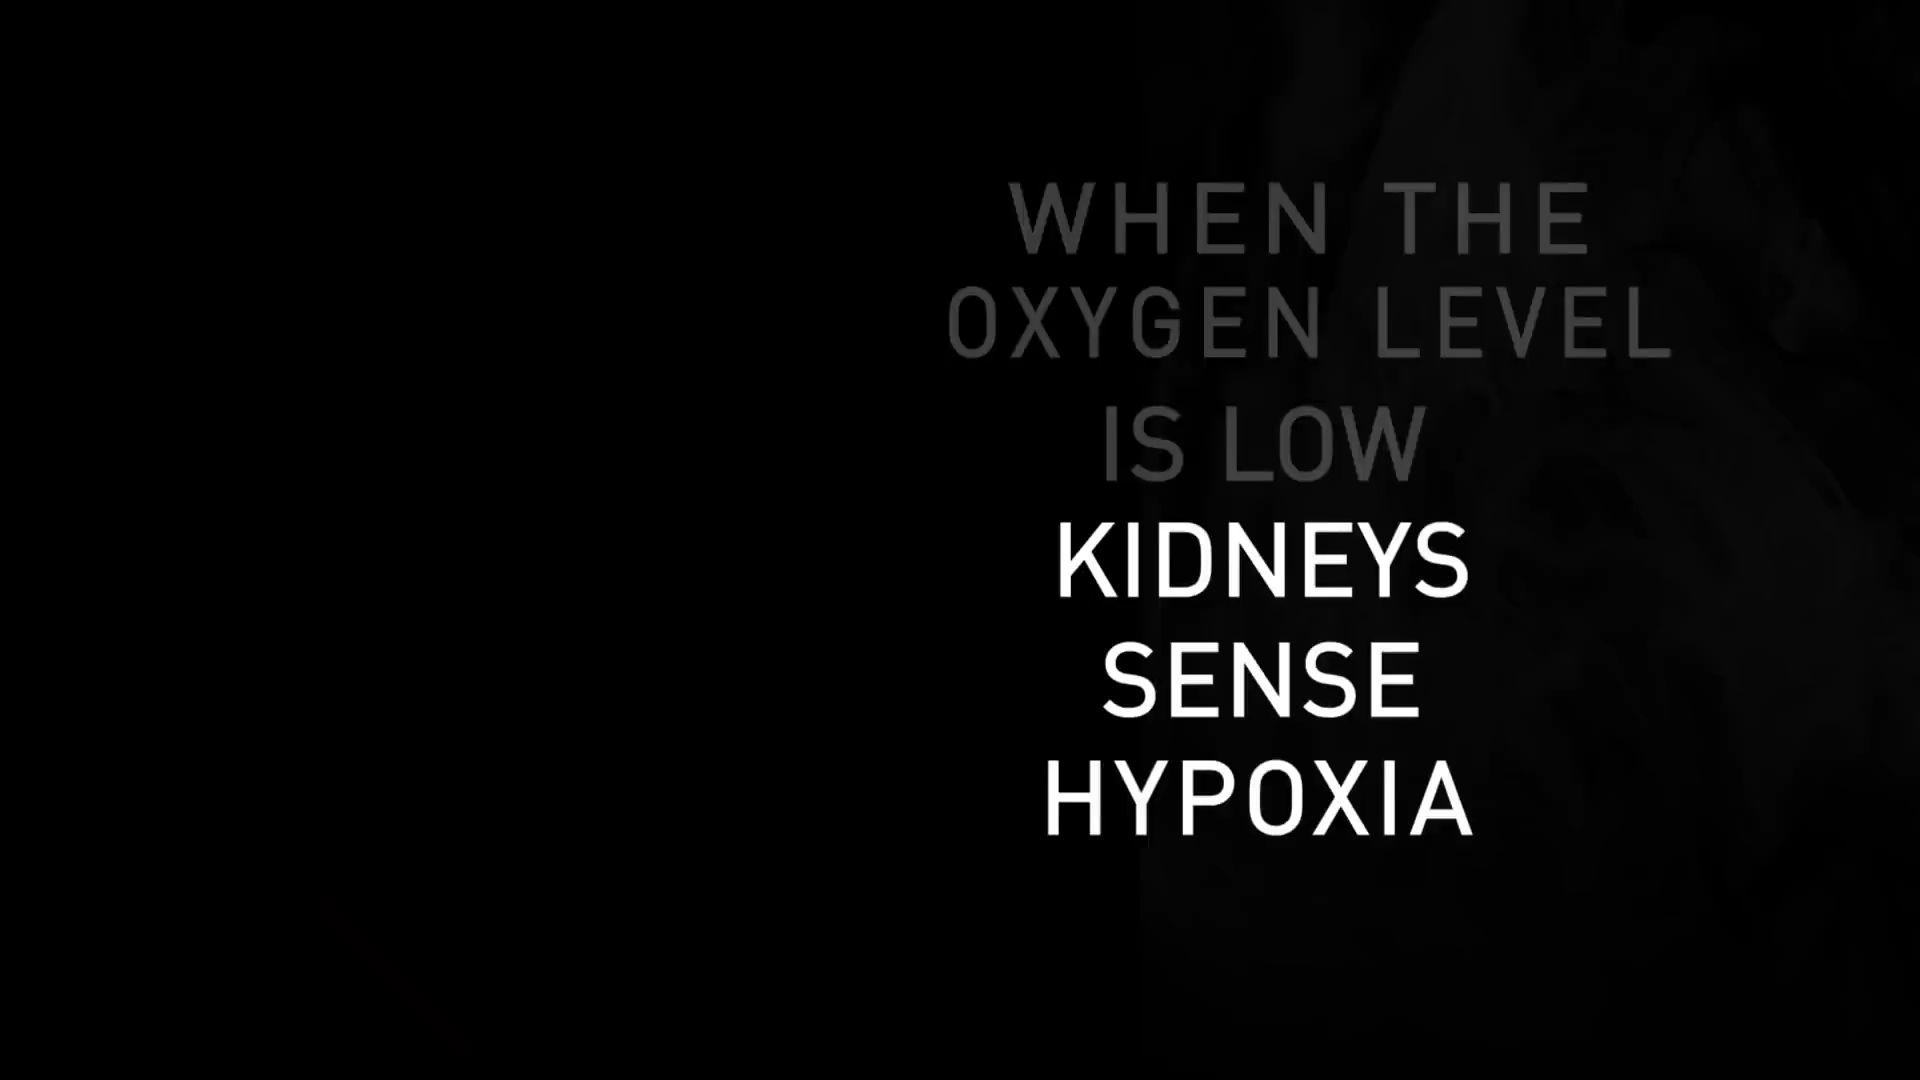 WHEN THE
OXYGEN LEVEL
IS LOW
KIDNEYS
SENSE
HYPOXIA